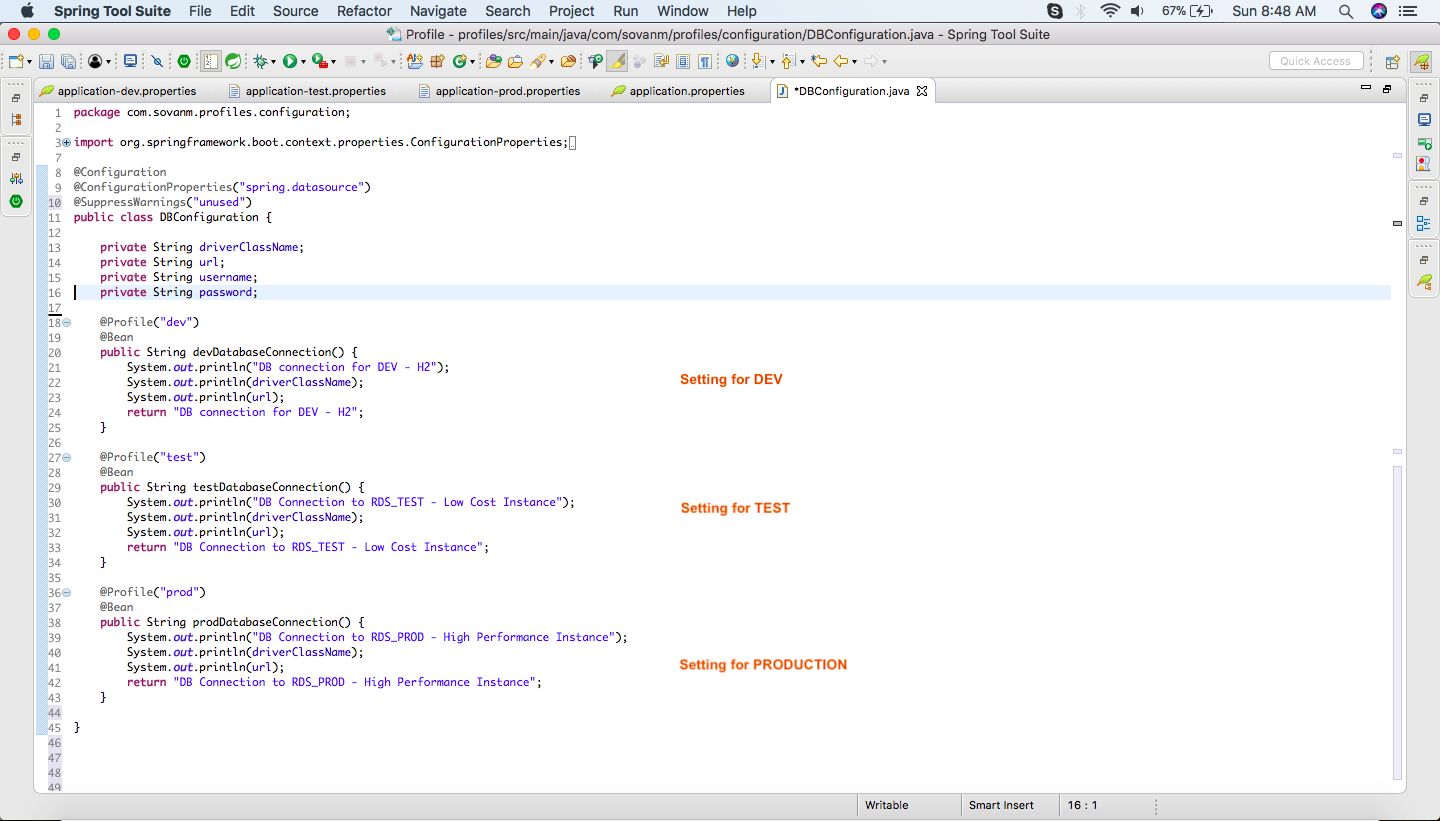 Spring Tool Suite File Edit Source Refactor Navigate Search Project Run Window Help 67% Sun 8:48 AM
Profile - profiles/src/main/java/com/sovanm/profiles/configuration/DBConfiguration.java - Spring Tool Suite
Quick Access
application-dev.properties application-test.properties application-prod.properties application.properties *DBConfiguration.java
1 package com.sovanm.profiles.configuration;
2
3 import org.springframework.boot.context.properties.ConfigurationProperties;
7
8 @Configuration
9 @ConfigurationProperties("spring.datasource")
10 @SuppressWarnings("unused")
11 public class DBConfiguration {
12
13 private String driverClassName;
14 private String url;
15 private String username;
16 private String password;
17
18 @Profile("dev")
19 @Bean
20 public String devDatabaseConnection() {
21 System.out.println("DB connection for DEV - H2");
22 System.out.println(driverClassName);
Setting for DEV
23 System.out.println(url);
24 return "DB connection for DEV - H2";
25 }
26
27 @Profile("test")
28 @Bean
29 public String testDatabaseConnection() {
30 System.out.println("DB Connection to RDS_TEST - Low Cost Instance");
Setting for TEST
31 System.out.println(driverClassName);
32 System.out.println(url);
33 return "DB Connection to RDS_TEST - Low Cost Instance";
34 }
35
36 @Profile("prod")
37 @Bean
38 public String prodDatabaseConnection() {
39 System.out.println("DB Connection to RDS_PROD - High Performance Instance");
40 System.out.println(driverClassName);
41 System.out.println(url);
Setting for PRODUCTION
42 return "DB Connection to RDS_PROD - High Performance Instance";
43 }
44
45 }
46
47
48
49
Writable Smart Insert 16 : 1